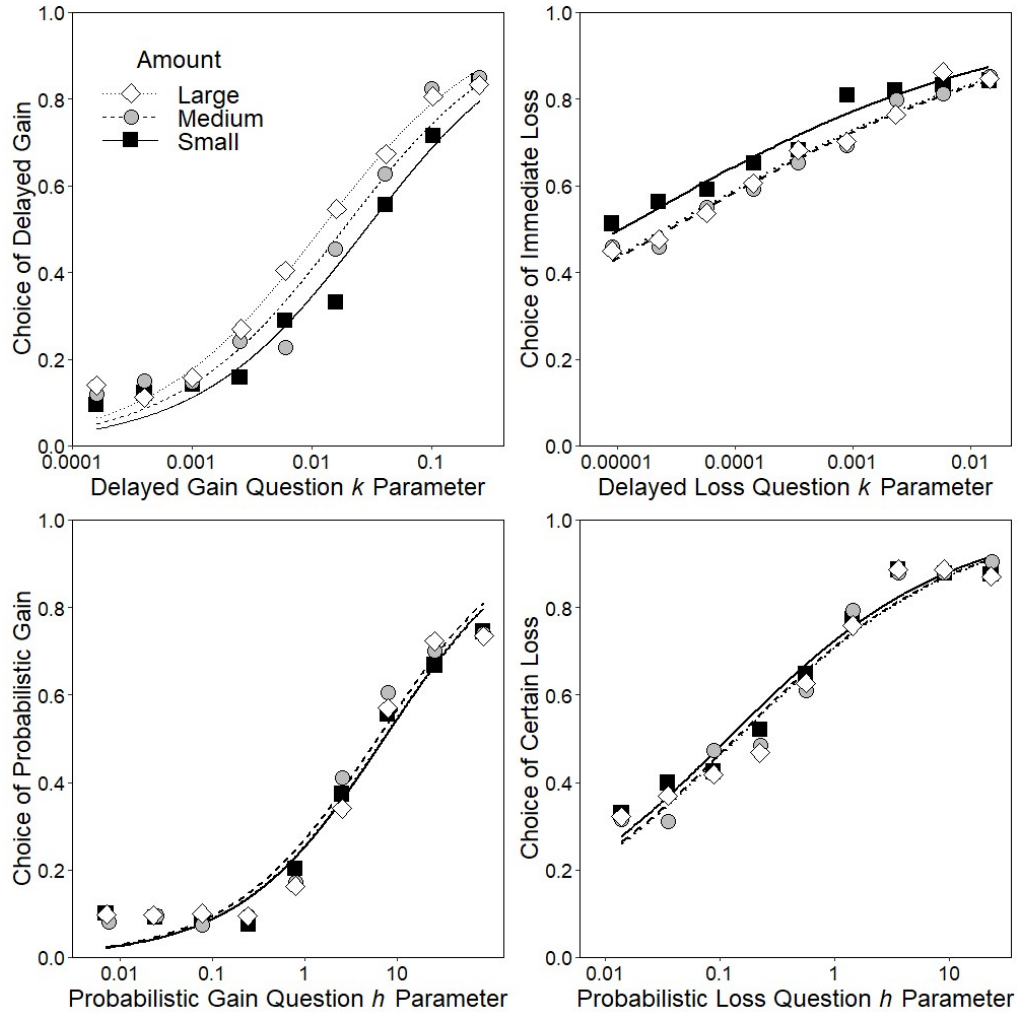 Choice of Delayed Gain
1.0
0.8
0.6
0.4
0.2
0.0
Amount
Large
Medium
Small
0.0001 0.001 0.01 0.1
Delayed Gain Question k Parameter
Choice of Immediate Loss
1.0
0.8
0.6
0.4
0.2
0.0
0.00001 0.0001 0.001 0.01
Delayed Loss Question k Parameter
Choice of Probabilistic Gain
1.0
0.8
0.6
0.4
0.2
0.0
0.01 0.1 1 10
Probabilistic Gain Question h Parameter
Choice of Certain Loss
1.0
0.8
0.6
0.4
0.2
0.0
0.01 0.1 1 10
Probabilistic Loss Question h Parameter